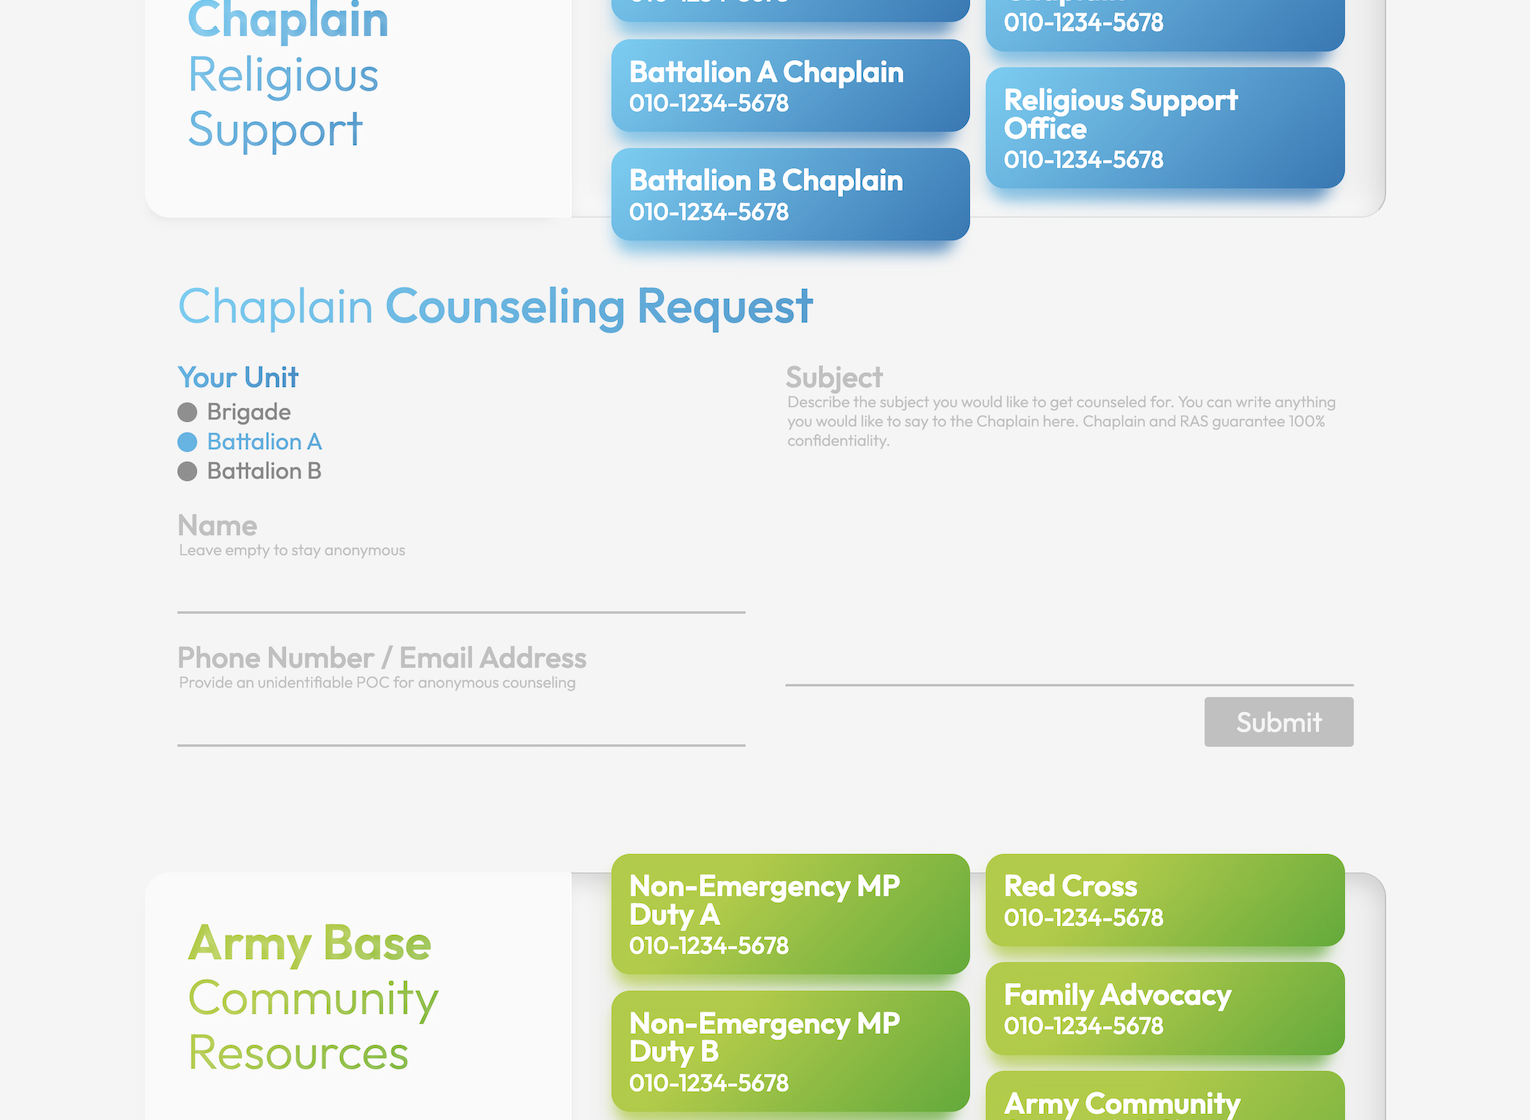 Chaplain
Religious
Support
010-1234-5678
Battalion A Chaplain
010-1234-5678
Battalion B Chaplain
010-1234-5678
Chaplain
010-1234-5678
Religious Support
Office
010-1234-5678
Chaplain Counseling Request
Your Unit
Brigade
Battalion A
Battalion B
Name
Leave empty to stay anonymous
Phone Number / Email Address
Provide an unidentifiable POC for anonymous counseling
Subject
Describe the subject you would like to get counseled for. You can write anything
you would like to say to the Chaplain here. Chaplain and RAS guarantee 100%
confidentiality.
Submit
Army Base
Community
Resources
Non-Emergency MP
Duty A
010-1234-5678
Non-Emergency MP
Duty B
010-1234-5678
Red Cross
010-1234-5678
Family Advocacy
010-1234-5678
Army Community